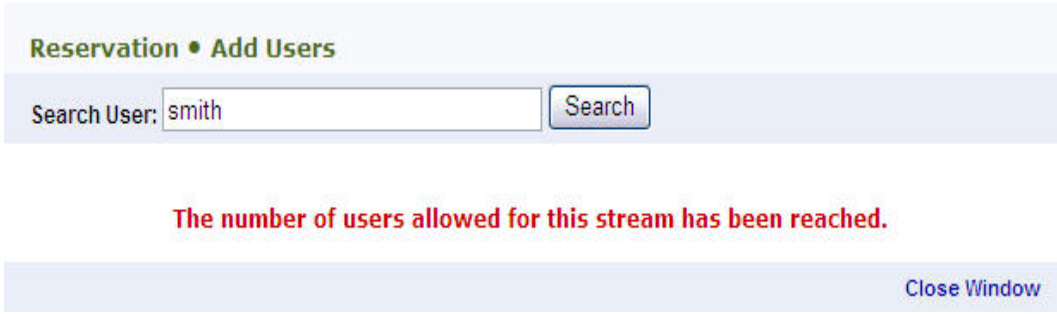 Reservation • Add Users
Search User: smith Search
The number of users allowed for this stream has been reached.
Close Window